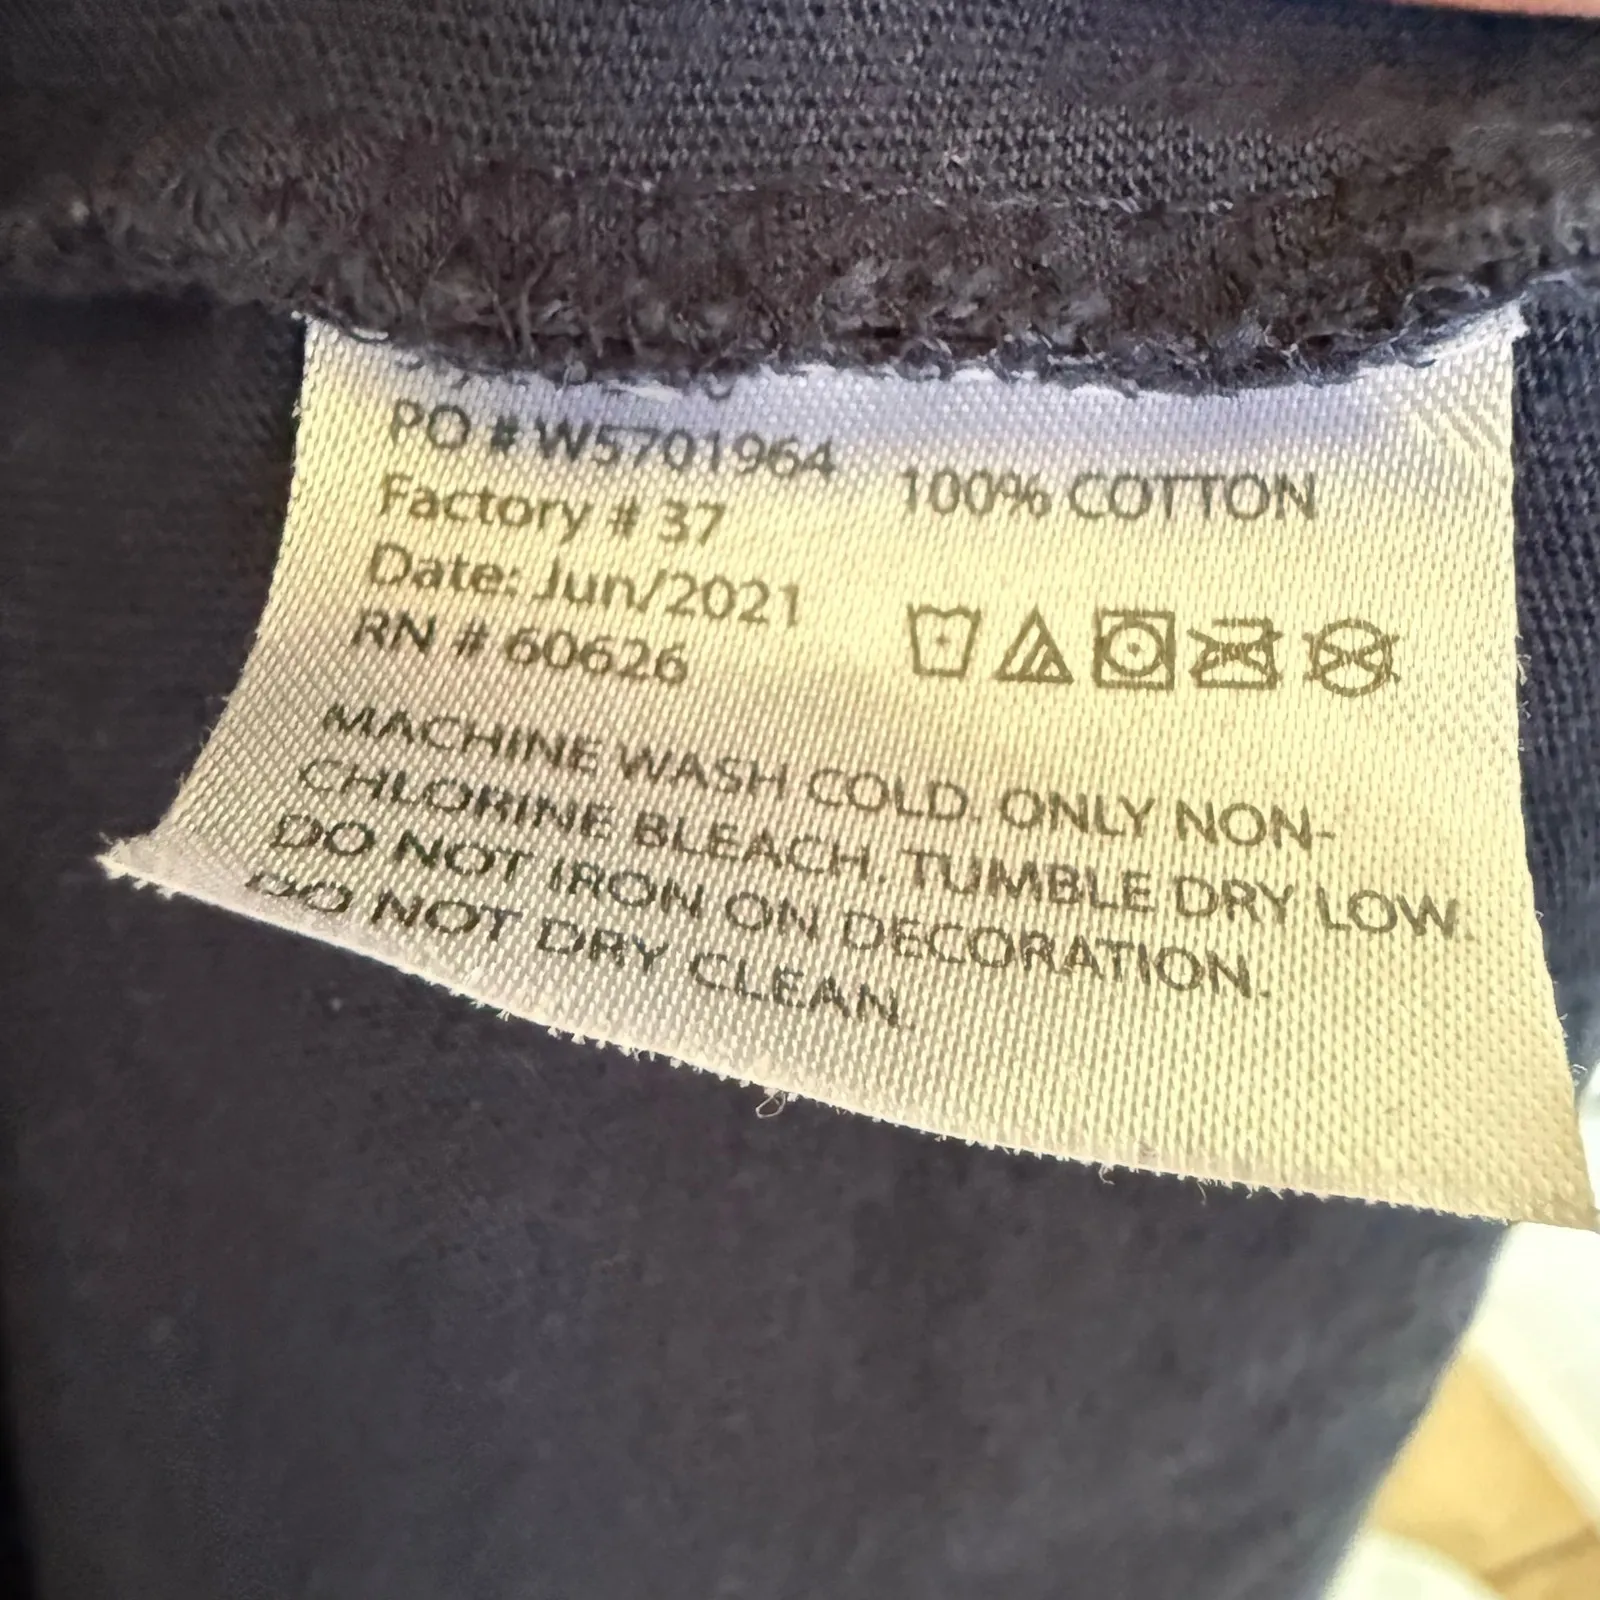 PO # W5701964
Factory # 37
Date: Jun/2021
RN # 60626
100% COTTON
MACHINE WASH COLD. ONLY NON-
CHLORINE BLEACH. TUMBLE DRY LOW.
DO NOT IRON ON DECORATION.
DO NOT DRY CLEAN.